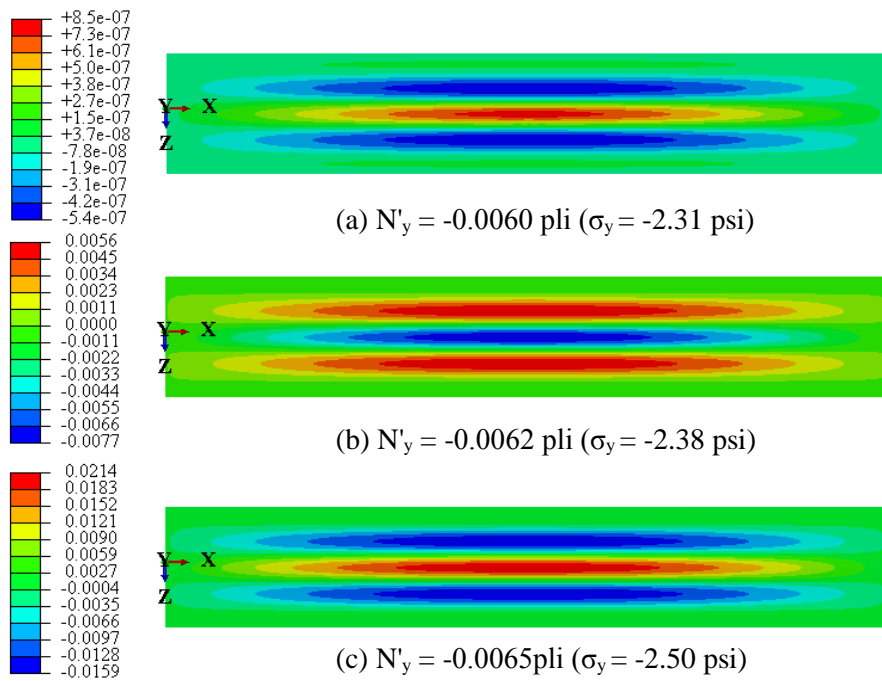 +8.5e-07
+7.3e-07
+6.1e-07
+5.0e-07
+3.8e-07
+2.7e-07
+1.5e-07
+3.7e-08
-7.8e-08
-1.9e-07
-3.1e-07
-4.2e-07
-5.4e-07
Y X
Z
(a) N'y = -0.0060 pli (σy = -2.31 psi)
0.0056
0.0045
0.0034
0.0023
0.0011
0.0000
-0.0011
-0.0022
-0.0033
-0.0044
-0.0055
-0.0066
-0.0077
Y X
Z
(b) N'y = -0.0062 pli (σy = -2.38 psi)
0.0214
0.0183
0.0152
0.0121
0.0090
0.0059
0.0027
-0.0004
-0.0035
-0.0066
-0.0097
-0.0128
-0.0159
Y X
Z
(c) N'y = -0.0065pli (σy = -2.50 psi)